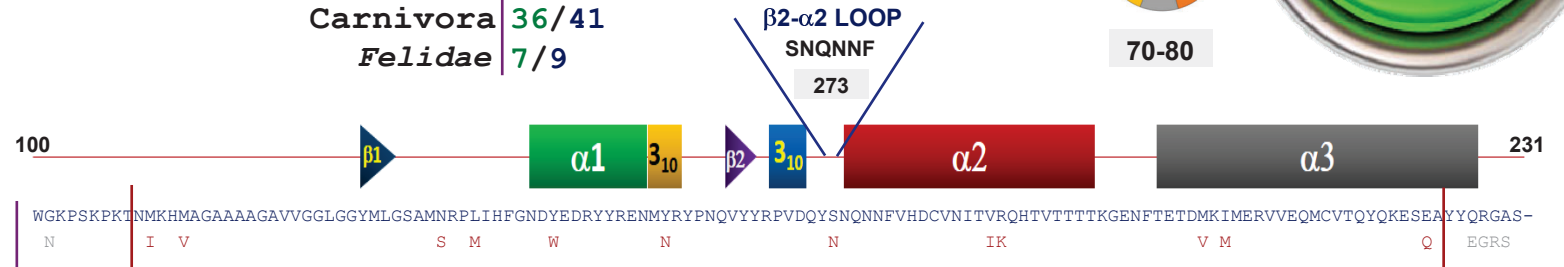 Carnivora 36/41
Felidae 7/9
β2-α2 LOOP
SNQNNF
273
70-80
100 β1 α1 3₁₀ β2 3₁₀ α2 α3 231
WGKPSKPKTNMKHMAGAAAAGAVVGGLGGYMLGSAMNRPLIHFGNDYEDRYYRENMYRYPNQVYYRPVDQYSNQNNFVHDCVNITVRQHTVTTTTKGENFTETDMKIMERVVEQMCVTQYQKESEAYYQRGAS-
N I V S M W N N IK V M Q EGRS